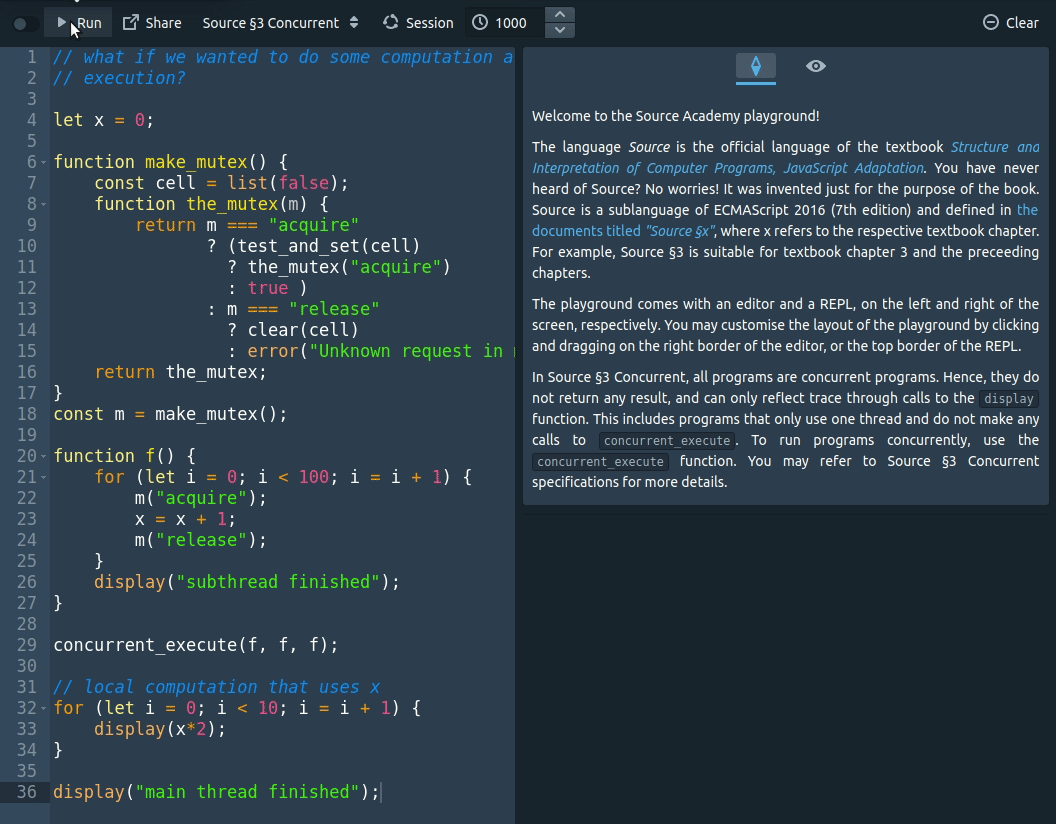 Run Share Source §3 Concurrent Session 1000 Clear
1 // what if we wanted to do some computation a
2 // execution?
3
4 let x = 0;
5
6 function make_mutex() {
7     const cell = list(false);
8     function the_mutex(m) {
9         return m === "acquire"
10                ? (test_and_set(cell)
11                  ? the_mutex("acquire")
12                  : true )
13                : m === "release"
14                  ? clear(cell)
15                  : error("Unknown request in
16     return the_mutex;
17 }
18 const m = make_mutex();
19
20 function f() {
21     for (let i = 0; i < 100; i = i + 1) {
22         m("acquire");
23         x = x + 1;
24         m("release");
25     }
26     display("subthread finished");
27 }
28
29 concurrent_execute(f, f, f);
30
31 // local computation that uses x
32 for (let i = 0; i < 10; i = i + 1) {
33     display(x*2);
34 }
35
36 display("main thread finished");
Welcome to the Source Academy playground!
The language Source is the official language of the textbook Structure and
Interpretation of Computer Programs, JavaScript Adaptation. You have never
heard of Source? No worries! It was invented just for the purpose of the book.
Source is a sublanguage of ECMAScript 2016 (7th edition) and defined in the
documents titled "Source §x", where x refers to the respective textbook chapter.
For example, Source §3 is suitable for textbook chapter 3 and the preceeding
chapters.
The playground comes with an editor and a REPL, on the left and right of the
screen, respectively. You may customise the layout of the playground by clicking
and dragging on the right border of the editor, or the top border of the REPL.
In Source §3 Concurrent, all programs are concurrent programs. Hence, they do
not return any result, and can only reflect trace through calls to the display
function. This includes programs that only use one thread and do not make any
calls to concurrent_execute. To run programs concurrently, use the
concurrent_execute function. You may refer to Source §3 Concurrent
specifications for more details.